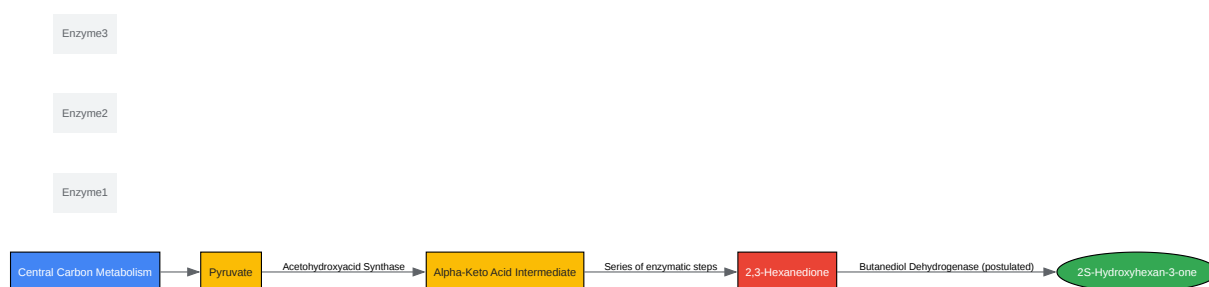 Enzyme3
Enzyme2
Enzyme1
Central Carbon Metabolism
Pyruvate
Acetohydroxyacid Synthase
Alpha-Keto Acid Intermediate
Series of enzymatic steps
2,3-Hexanedione
Butanediol Dehydrogenase (postulated)
2S-Hydroxyhexan-3-one